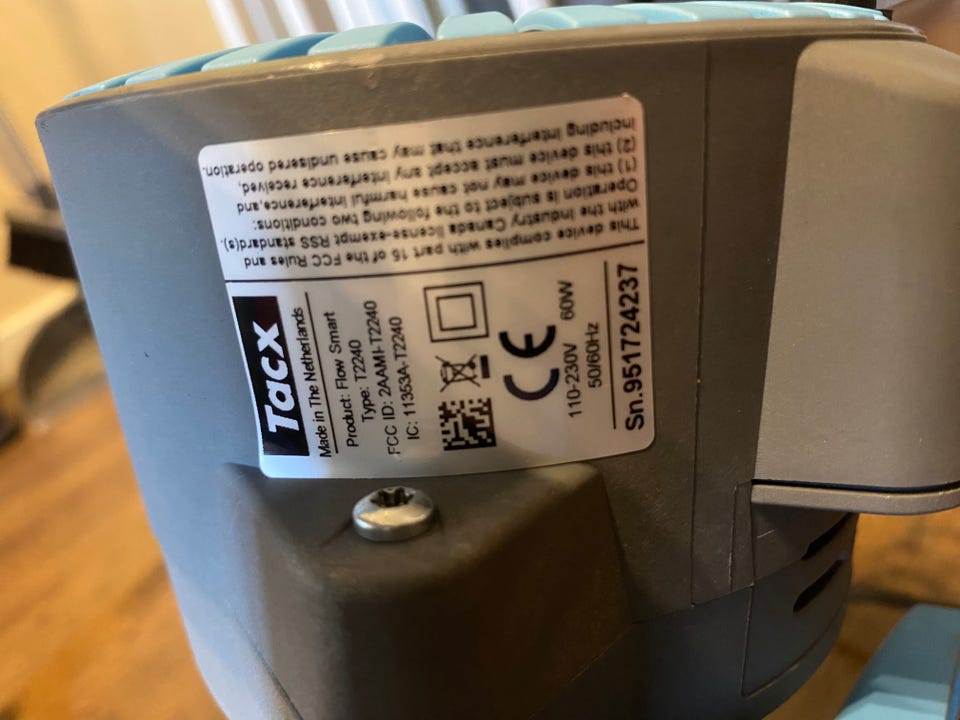 Tacx
Made in The Netherlands
Product: Flow Smart
Type: T2240
FCC ID: 2AAMI-T2240
IC: 11353A-T2240
CE
110-230V 60W
50/60Hz
Sn.951724237
This device complies with part 15 of the FCC Rules and
with the Industry Canada license-exempt RSS standard(s).
Operation is subject to the following two conditions:
(1) this device may not cause harmful interference,and
(2) this device must accept any interference received,
including interference that may cause undisered operation.